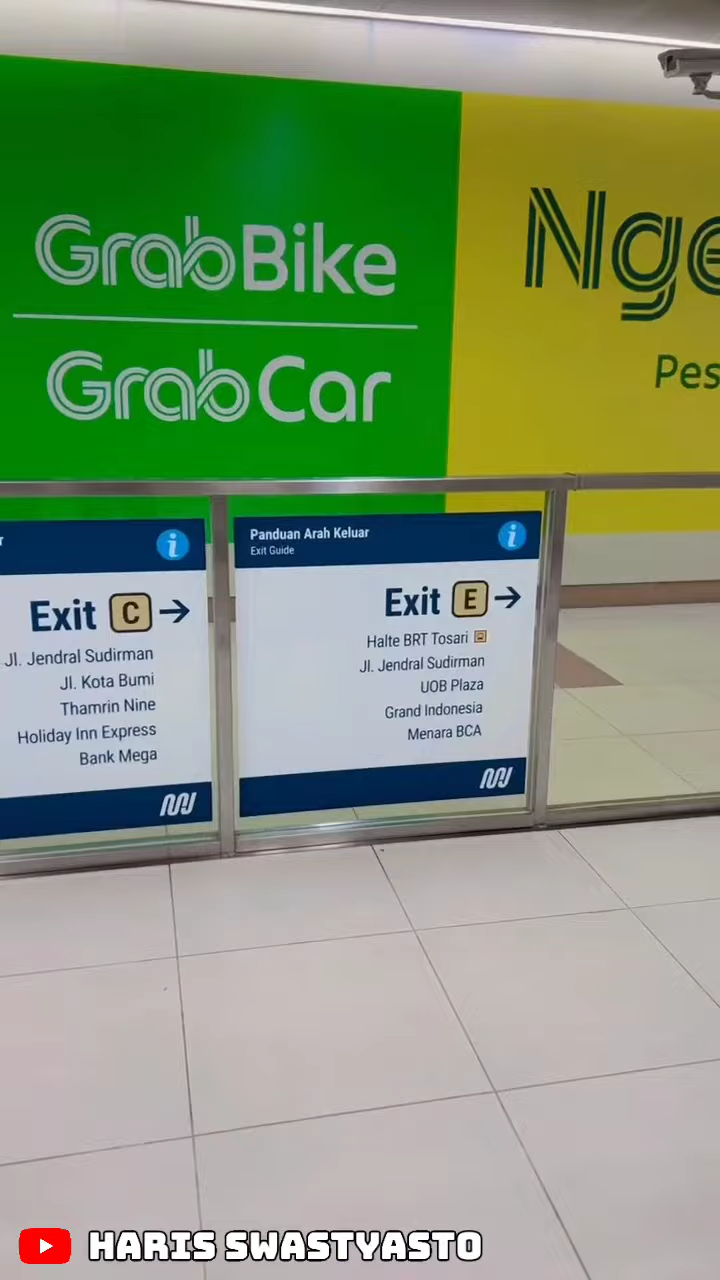 GrabBike
GrabCar
Nge
Pes
r
Exit C →
Jl. Jendral Sudirman
Jl. Kota Bumi
Thamrin Nine
Holiday Inn Express
Bank Mega
Panduan Arah Keluar
Exit Guide
Exit E →
Halte BRT Tosari
Jl. Jendral Sudirman
UOB Plaza
Grand Indonesia
Menara BCA
HARIS SWASTYASTO